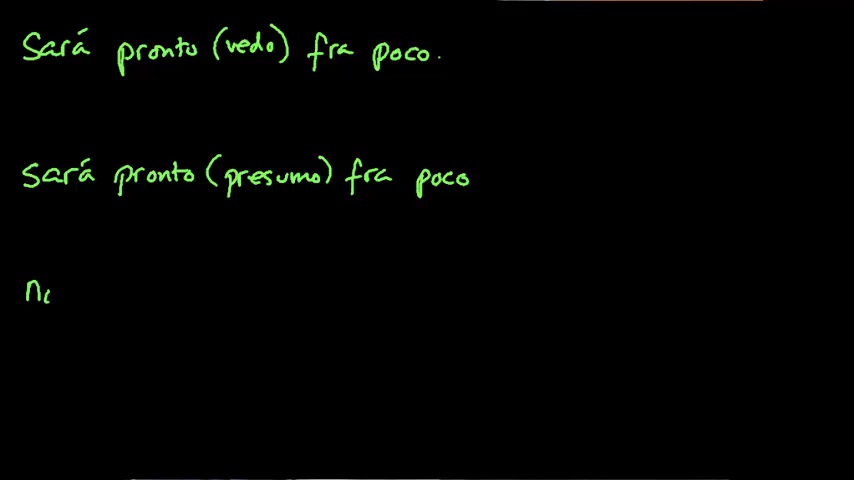 Sará pronto (vedo) fra poco.
Sará pronto (presumo) fra poco